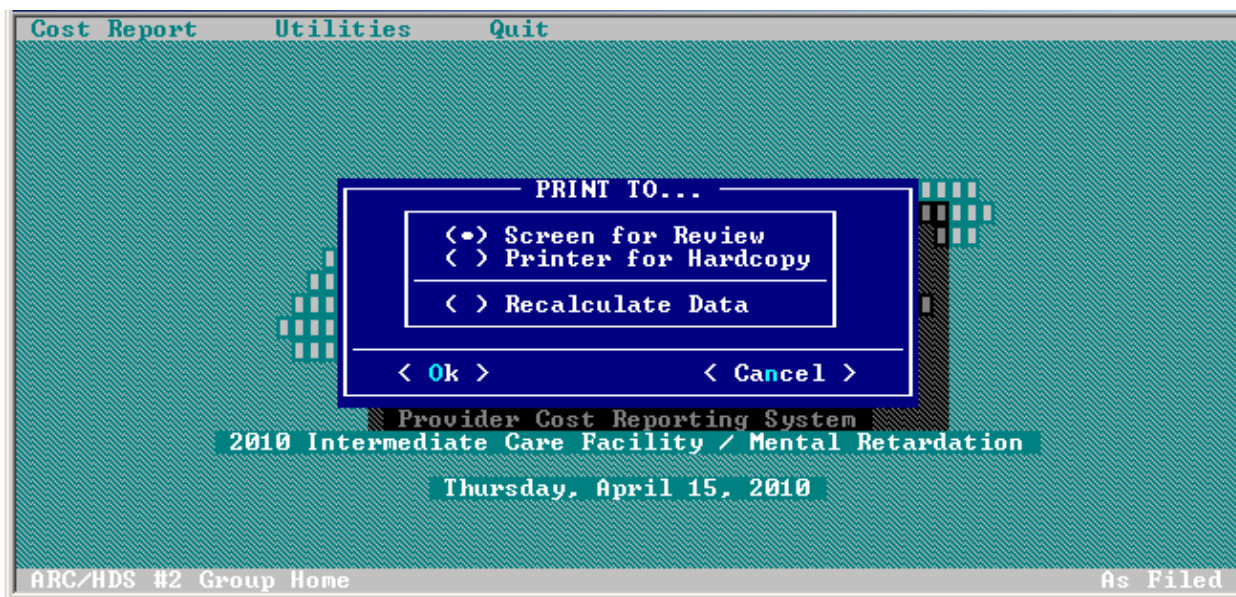 Cost Report Utilities Quit
PRINT TO...
(•) Screen for Review
( ) Printer for Hardcopy
( ) Recalculate Data
< Ok > < Cancel >
Provider Cost Reporting System
2010 Intermediate Care Facility / Mental Retardation
Thursday, April 15, 2010
ARC/HDS #2 Group Home As Filed